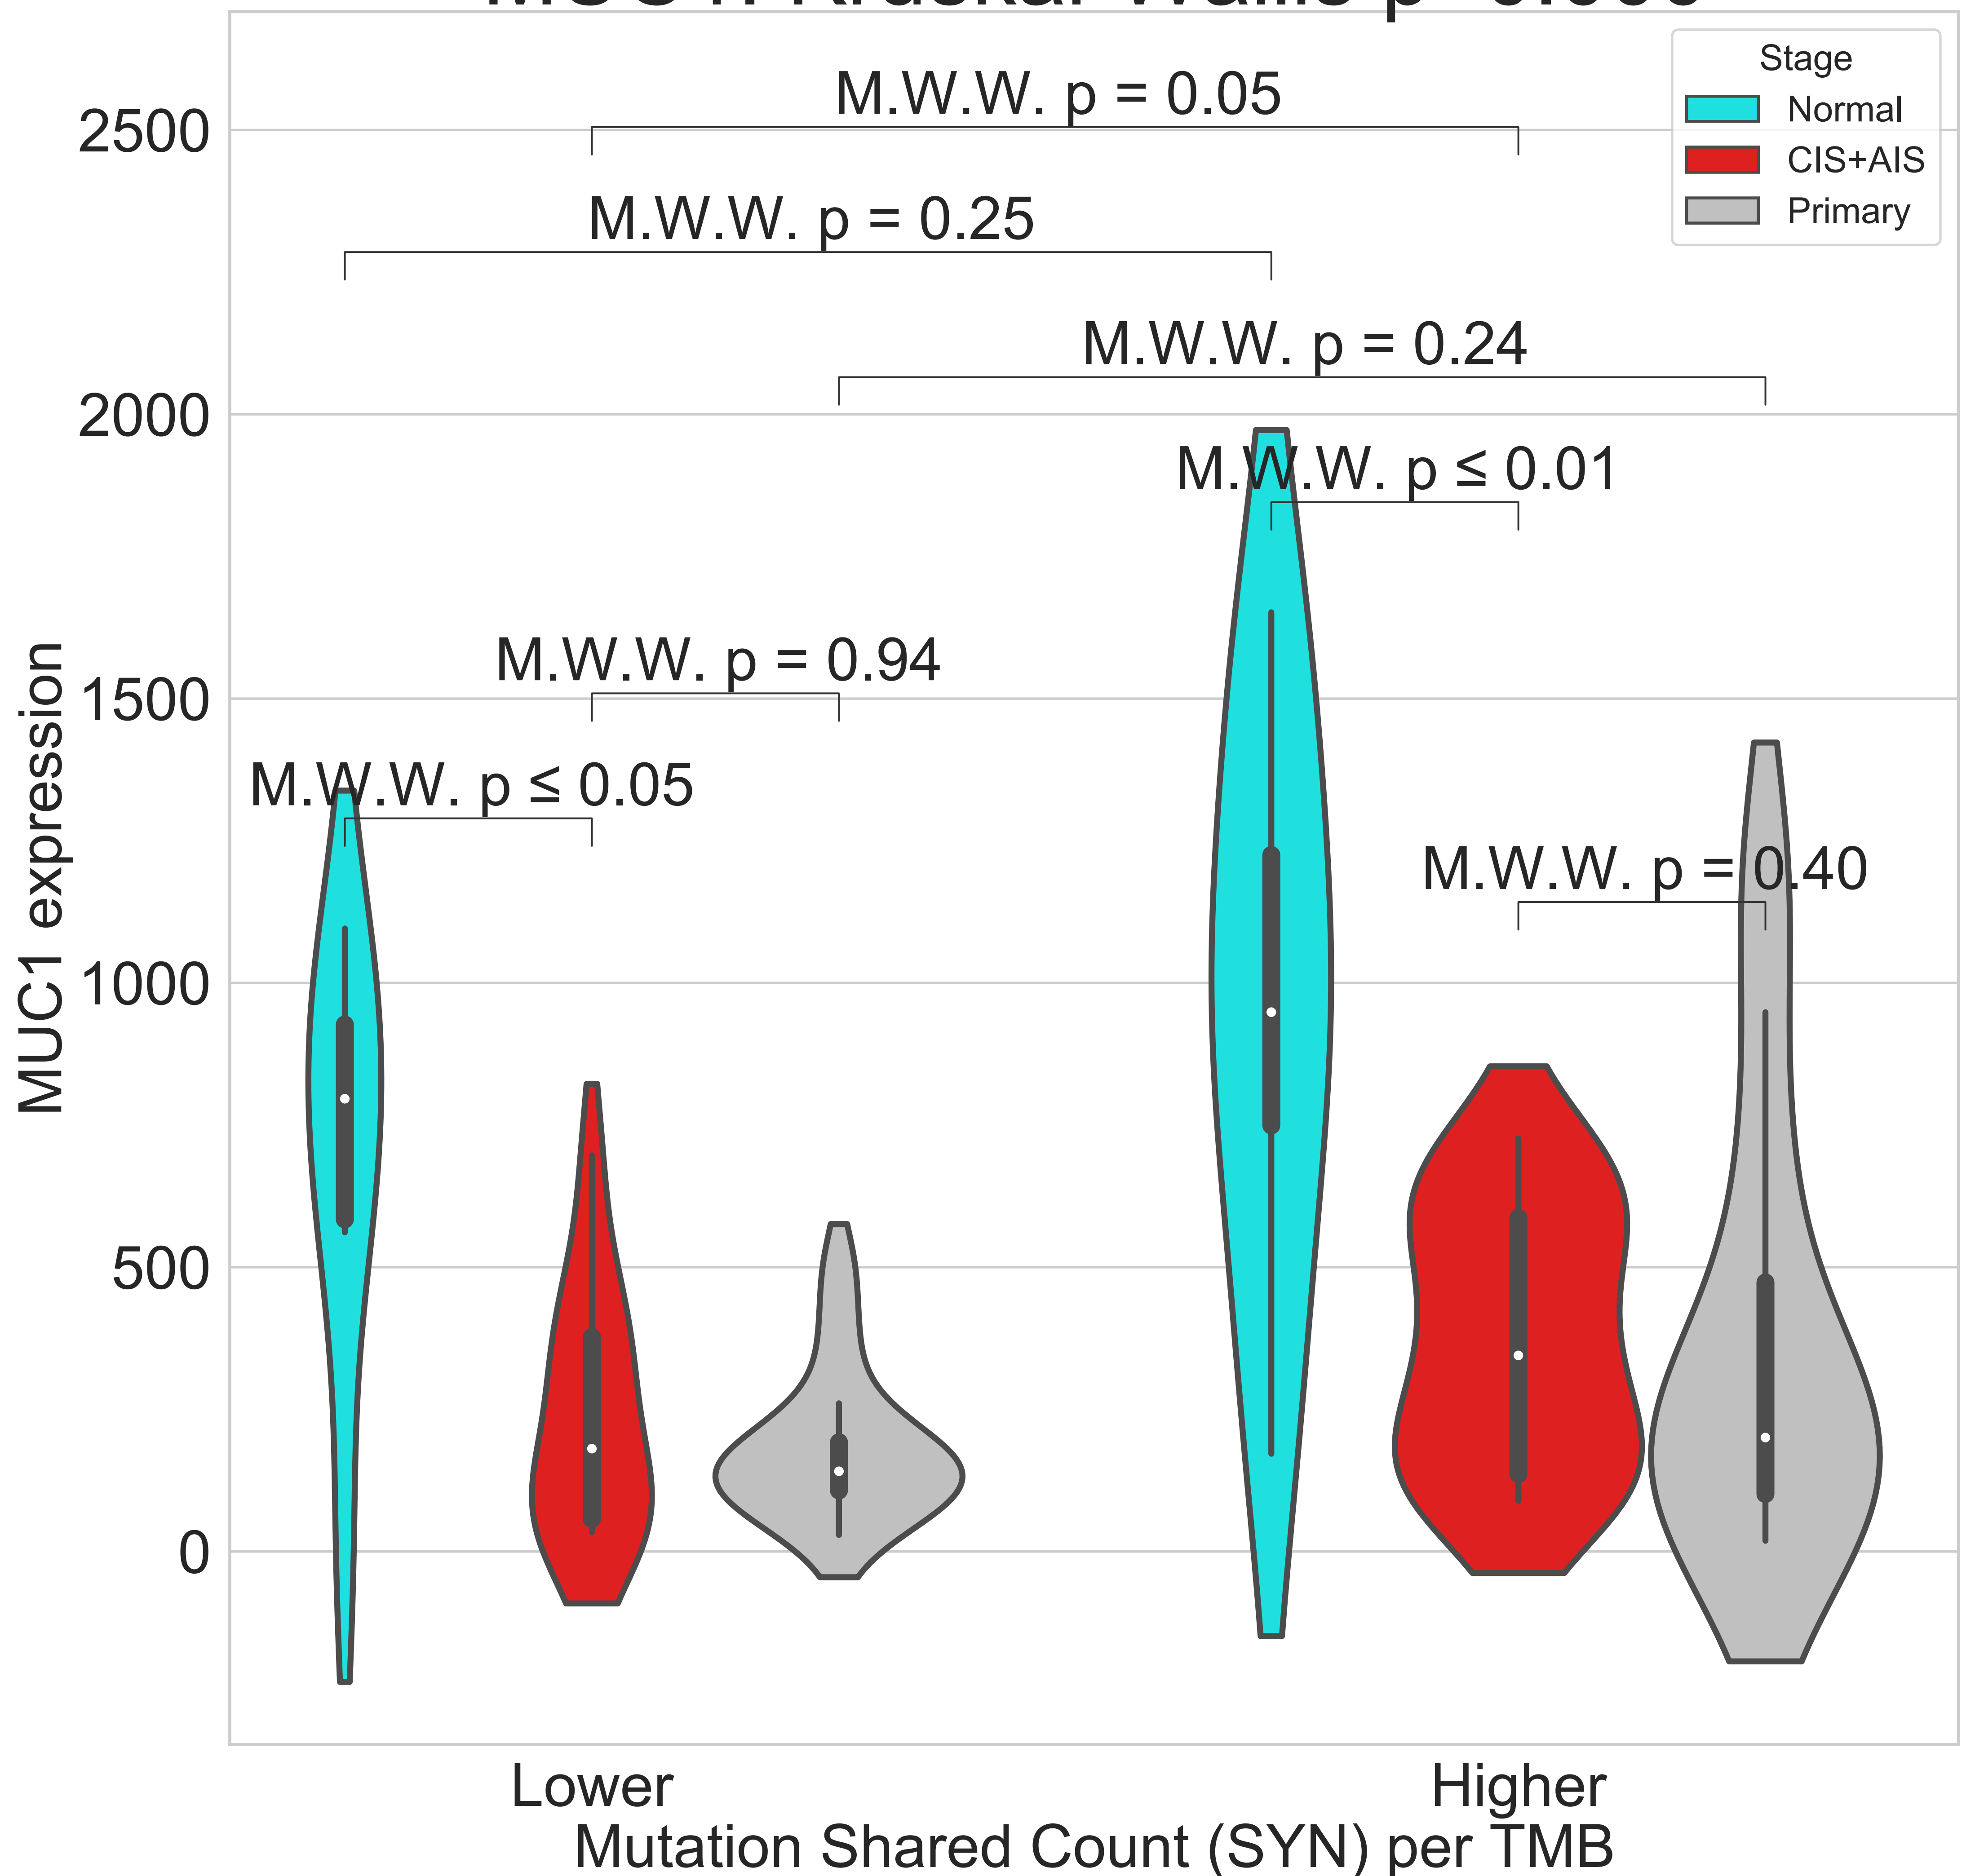 Stage
Normal
CIS+AIS
Primary
M.W.W. p = 0.05
M.W.W. p = 0.25
M.W.W. p = 0.24
M.W.W. p ≤ 0.01
M.W.W. p = 0.94
M.W.W. p ≤ 0.05
M.W.W. p = 0.40
2500
2000
1500
1000
500
0
MUC1 expression
Lower
Higher
Mutation Shared Count (SYN) per TMB